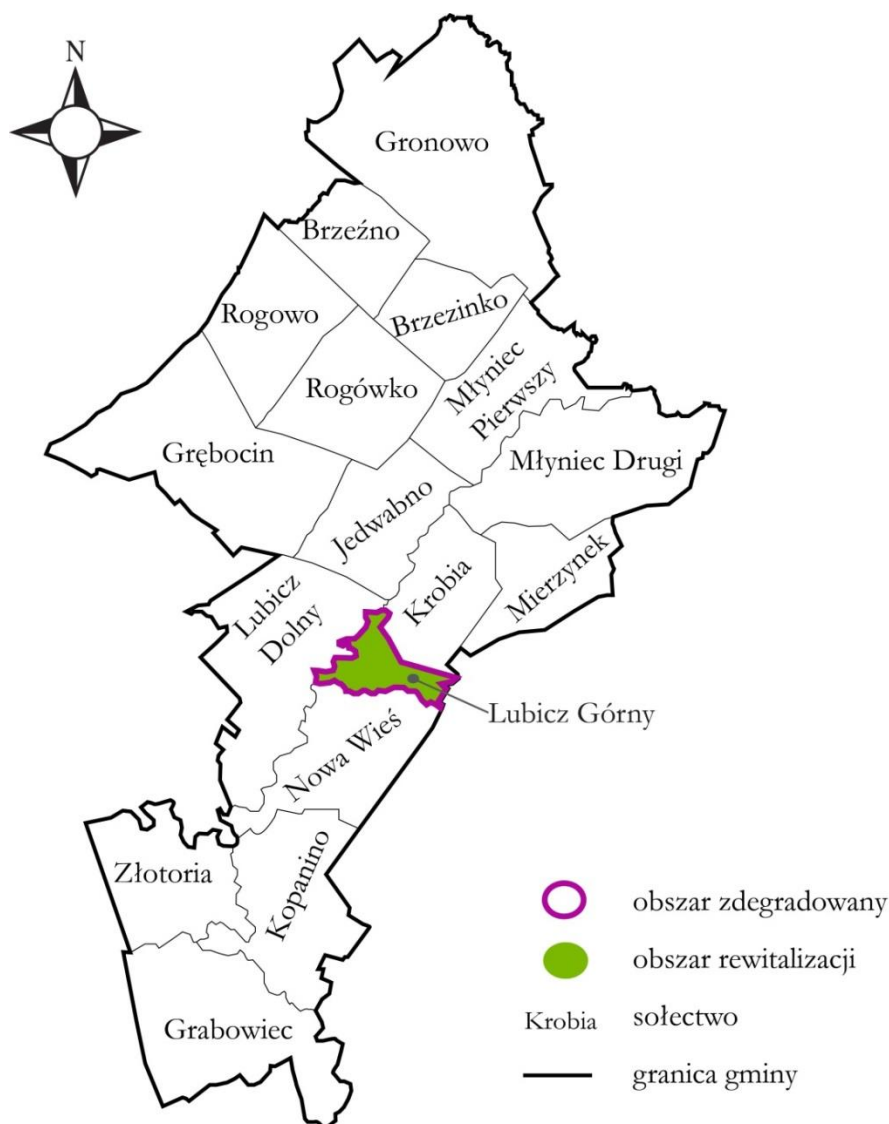 N
Gronowo
Brzeźno
Rogowo
Brzezinko
Rogówko
Młyniec
Pierwszy
Grębocin
Młyniec Drugi
Jedwabno
Krobia
Mierzynek
Lubicz
Dolny
Lubicz Górny
Nowa Wieś
Złotoria
Kopanino
Grabowiec
obszar zdegradowany
obszar rewitalizacji
Krobia sołectwo
granica gminy